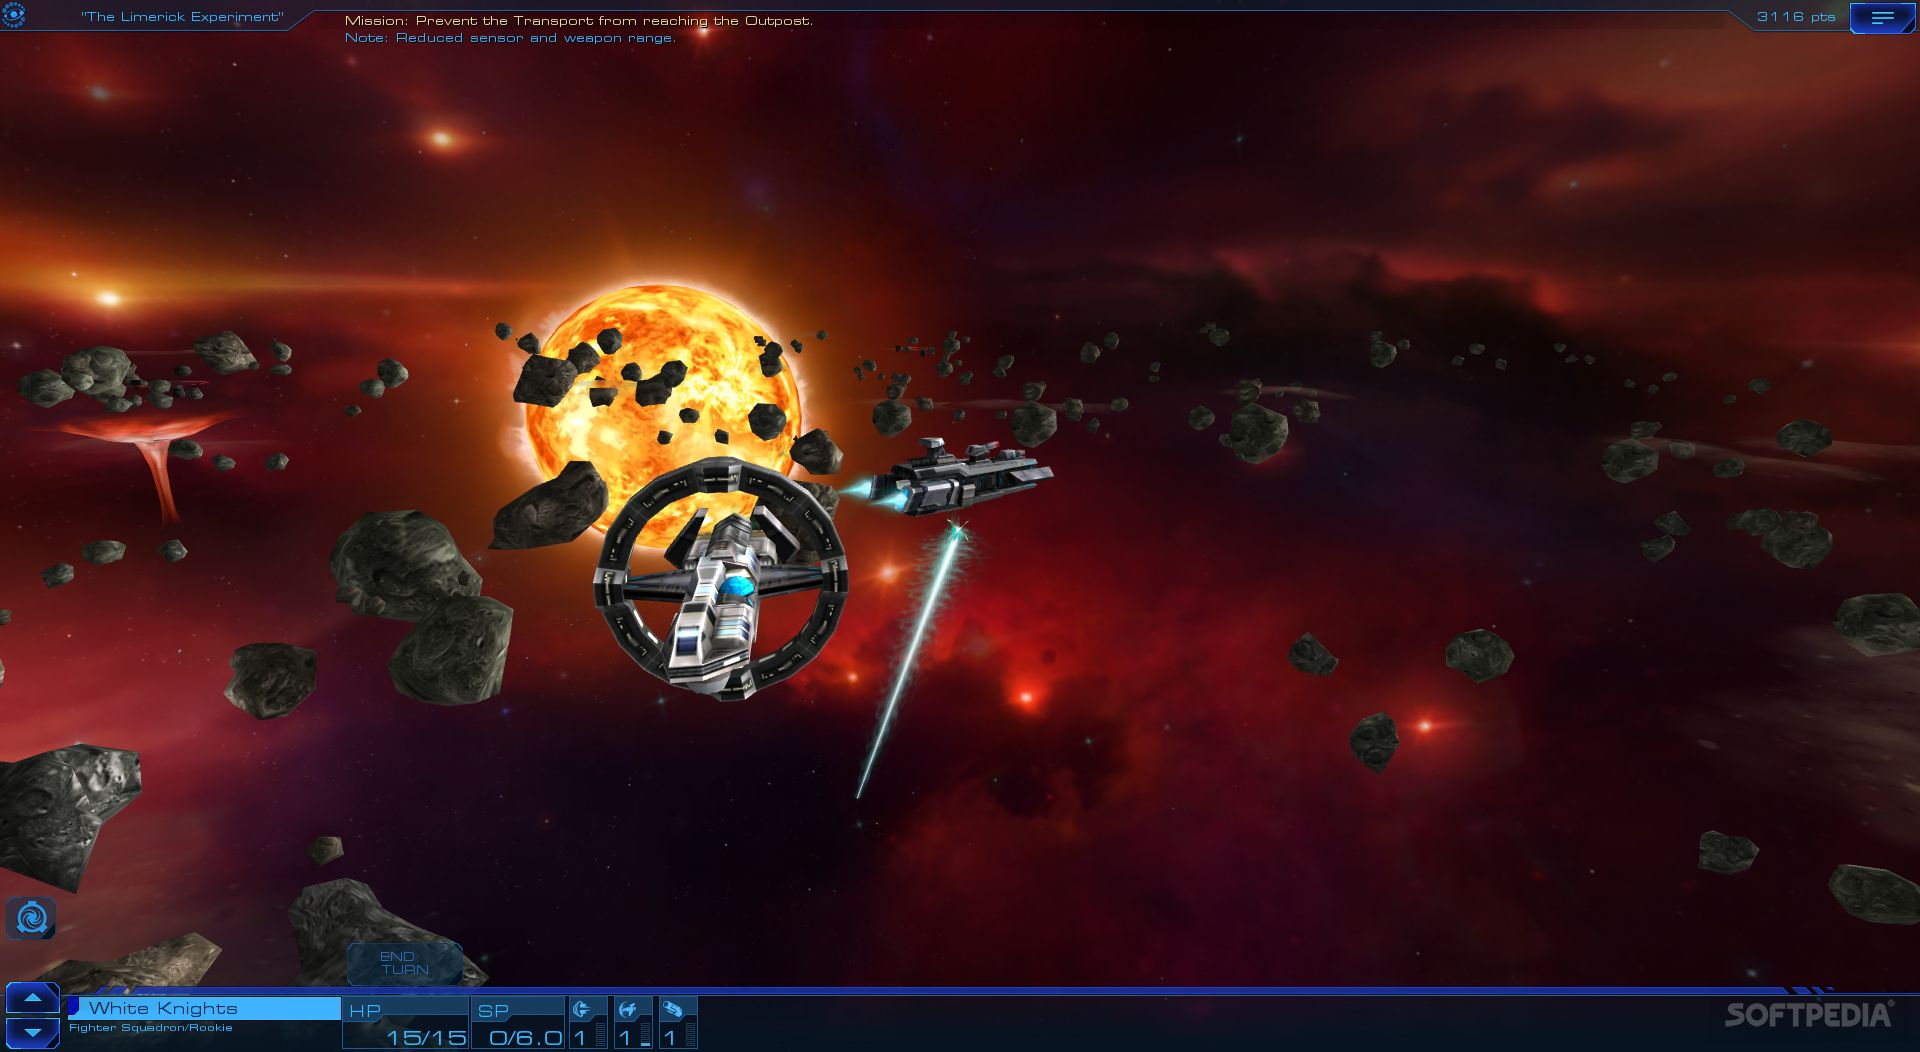 "The Limerick Experiment"
Mission: Prevent the Transport from reaching the Outpost.
Note: Reduced sensor and weapon range.
3116 pts
END
TURN
White Knights
Fighter Squadron/Rookie
HP
15/15
SP
0/6.0
1
1
1
SOFTPEDIA®